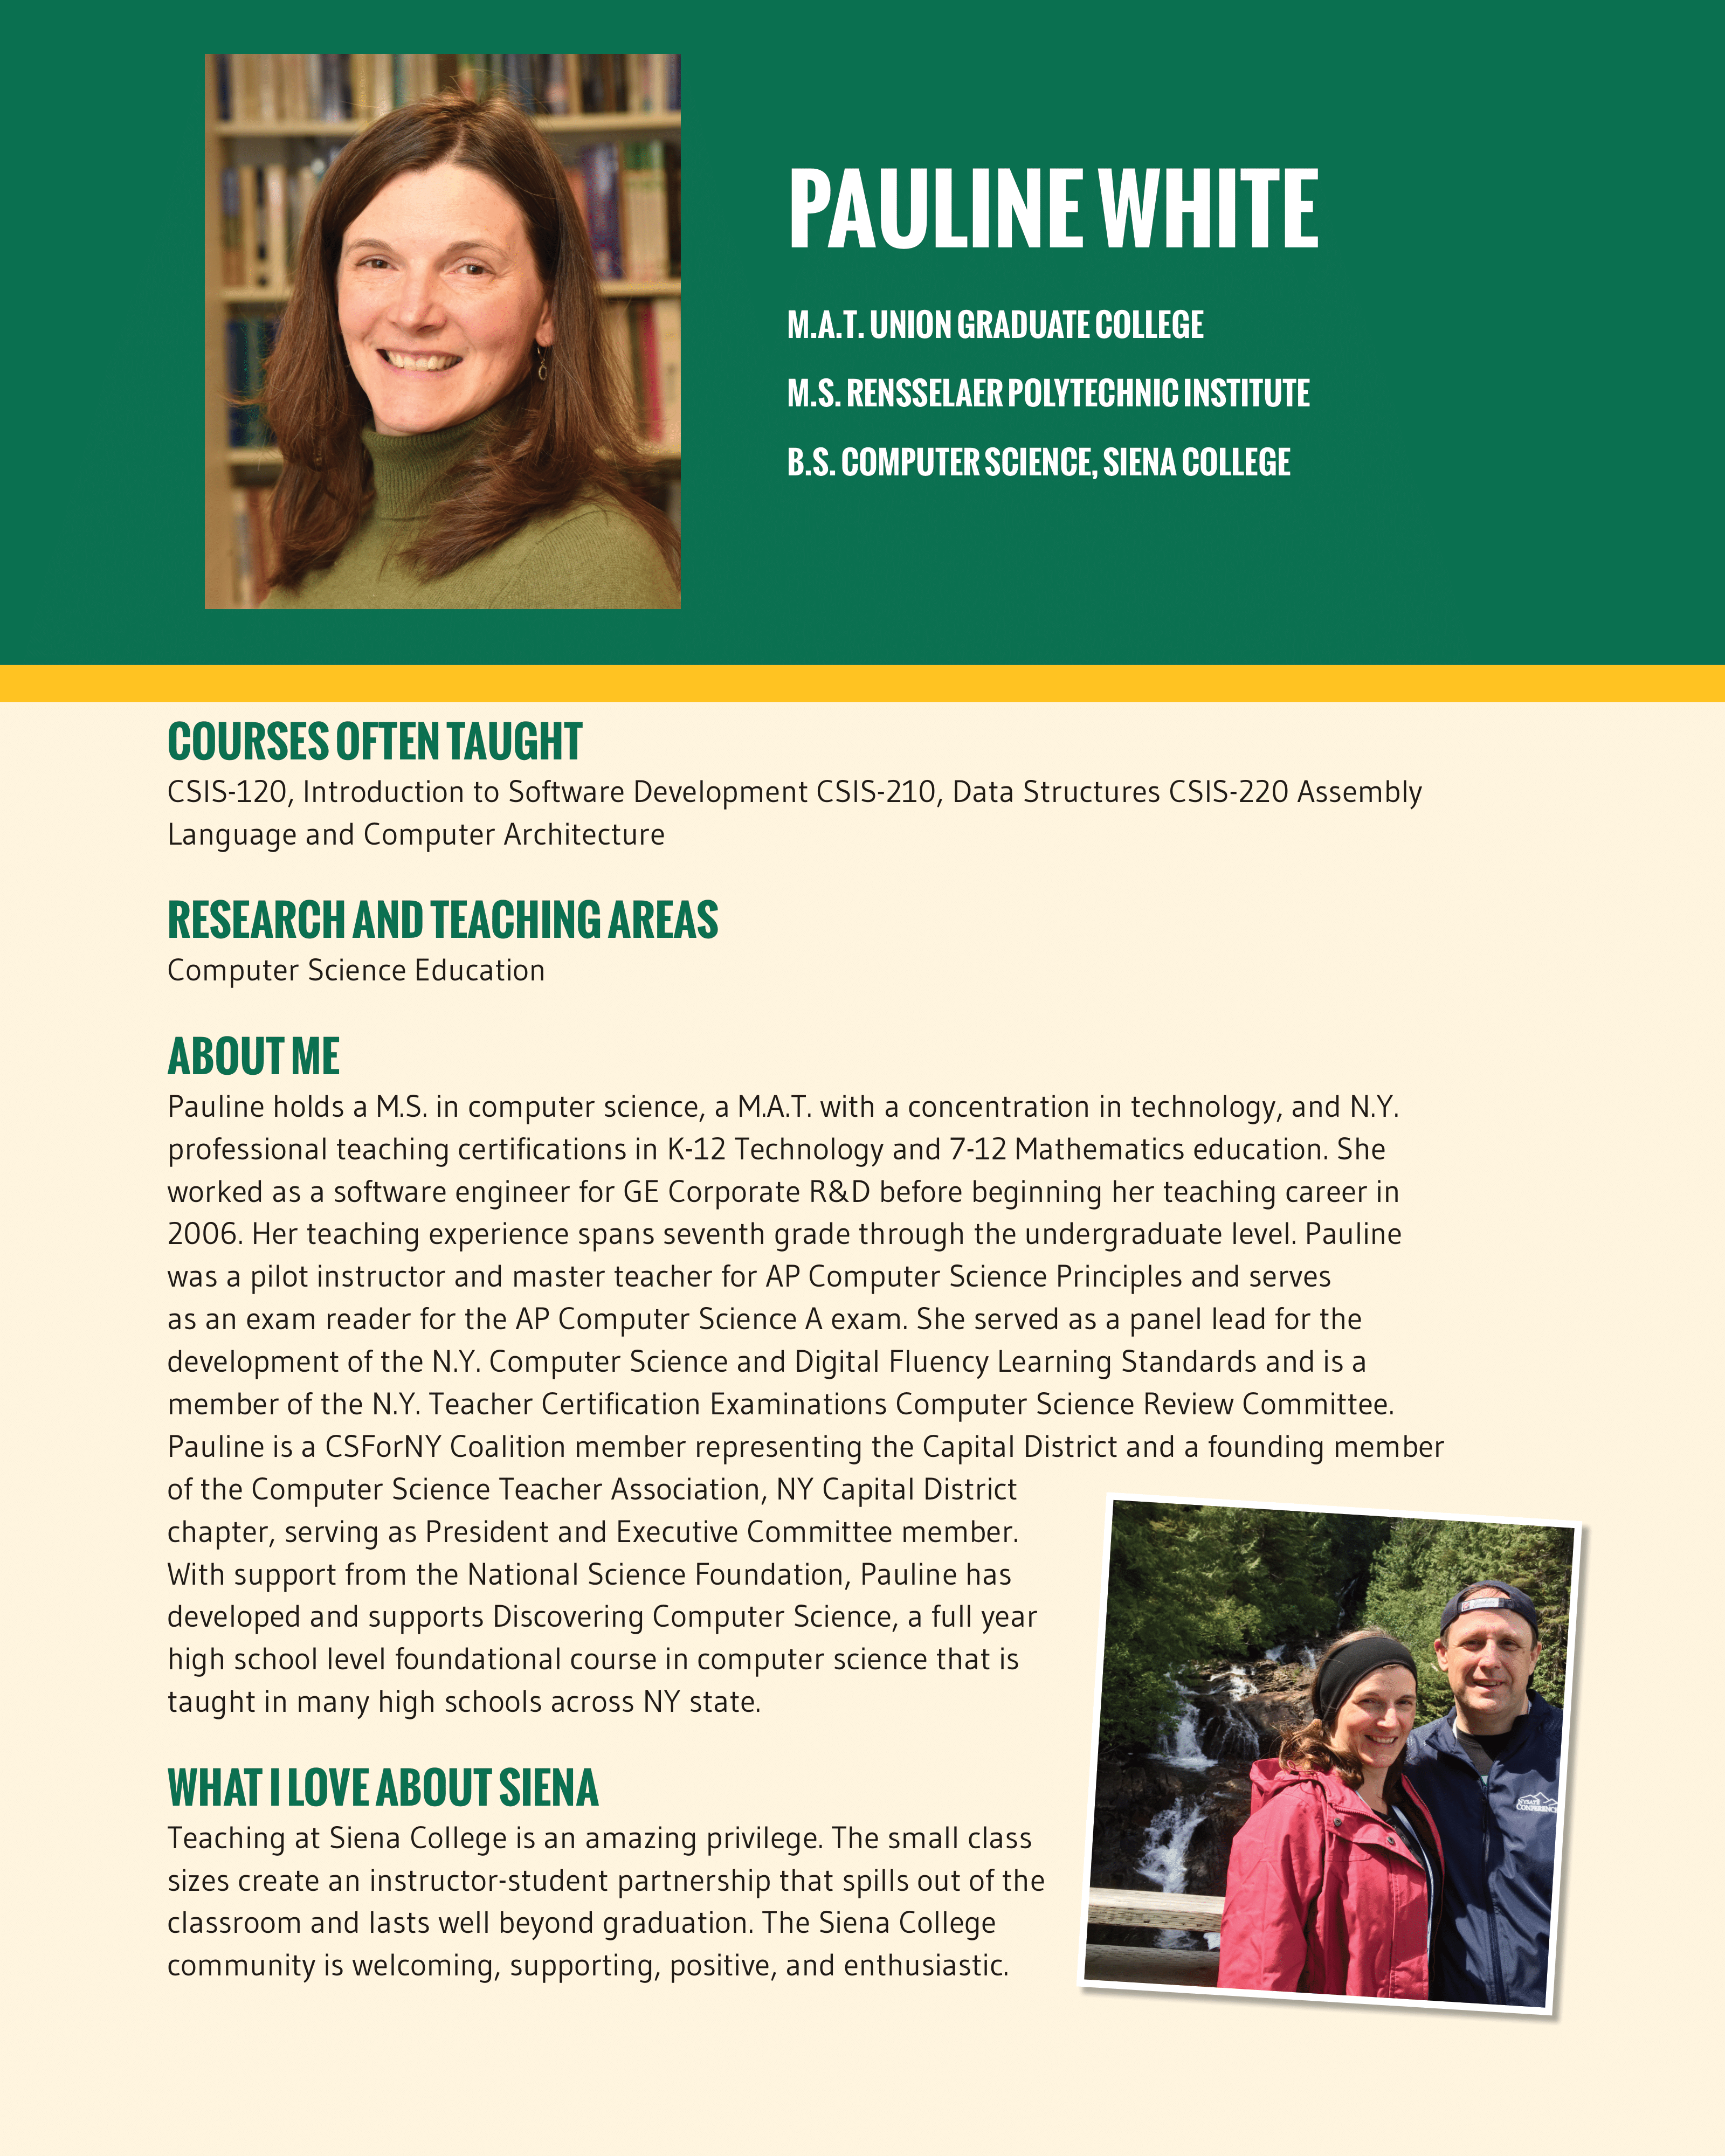 PAULINE WHITE
M.A.T. UNION GRADUATE COLLEGE
M.S. RENSSELAER POLYTECHNIC INSTITUTE
B.S. COMPUTER SCIENCE, SIENA COLLEGE
COURSES OFTEN TAUGHT
CSIS-120, Introduction to Software Development CSIS-210, Data Structures CSIS-220 Assembly
Language and Computer Architecture
RESEARCH AND TEACHING AREAS
Computer Science Education
ABOUT ME
Pauline holds a M.S. in computer science, a M.A.T. with a concentration in technology, and N.Y.
professional teaching certifications in K-12 Technology and 7-12 Mathematics education. She
worked as a software engineer for GE Corporate R&D before beginning her teaching career in
2006. Her teaching experience spans seventh grade through the undergraduate level. Pauline
was a pilot instructor and master teacher for AP Computer Science Principles and serves
as an exam reader for the AP Computer Science A exam. She served as a panel lead for the
development of the N.Y. Computer Science and Digital Fluency Learning Standards and is a
member of the N.Y. Teacher Certification Examinations Computer Science Review Committee.
Pauline is a CSForNY Coalition member representing the Capital District and a founding member
of the Computer Science Teacher Association, NY Capital District
chapter, serving as President and Executive Committee member.
With support from the National Science Foundation, Pauline has
developed and supports Discovering Computer Science, a full year
high school level foundational course in computer science that is
taught in many high schools across NY state.
WHAT I LOVE ABOUT SIENA
Teaching at Siena College is an amazing privilege. The small class
sizes create an instructor-student partnership that spills out of the
classroom and lasts well beyond graduation. The Siena College
community is welcoming, supporting, positive, and enthusiastic.